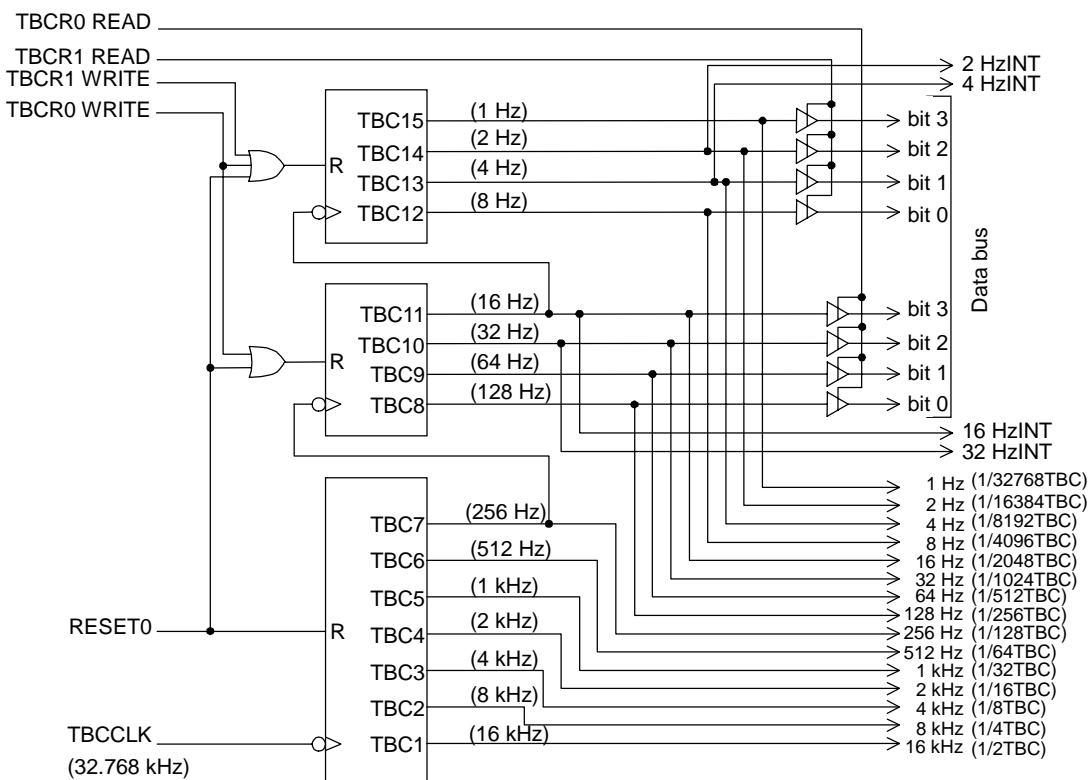 TBCR0 READ
TBCR1 READ
TBCR1 WRITE
TBCR0 WRITE
2 HzINT
4 HzINT
R
TBC15
(1 Hz)
bit 3
TBC14
(2 Hz)
bit 2
TBC13
(4 Hz)
bit 1
TBC12
(8 Hz)
bit 0
Data bus
R
TBC11
(16 Hz)
bit 3
TBC10
(32 Hz)
bit 2
TBC9
(64 Hz)
bit 1
TBC8
(128 Hz)
bit 0
16 HzINT
32 HzINT
RESET0
TBCCLK
(32.768 kHz)
R
TBC7
(256 Hz)
TBC6
(512 Hz)
TBC5
(1 kHz)
TBC4
(2 kHz)
TBC3
(4 kHz)
TBC2
(8 kHz)
TBC1
(16 kHz)
1 Hz (1/32768TBC)
2 Hz (1/16384TBC)
4 Hz (1/8192TBC)
8 Hz (1/4096TBC)
16 Hz (1/2048TBC)
32 Hz (1/1024TBC)
64 Hz (1/512TBC)
128 Hz (1/256TBC)
256 Hz (1/128TBC)
512 Hz (1/64TBC)
1 kHz (1/32TBC)
2 kHz (1/16TBC)
4 kHz (1/8TBC)
8 kHz (1/4TBC)
16 kHz (1/2TBC)